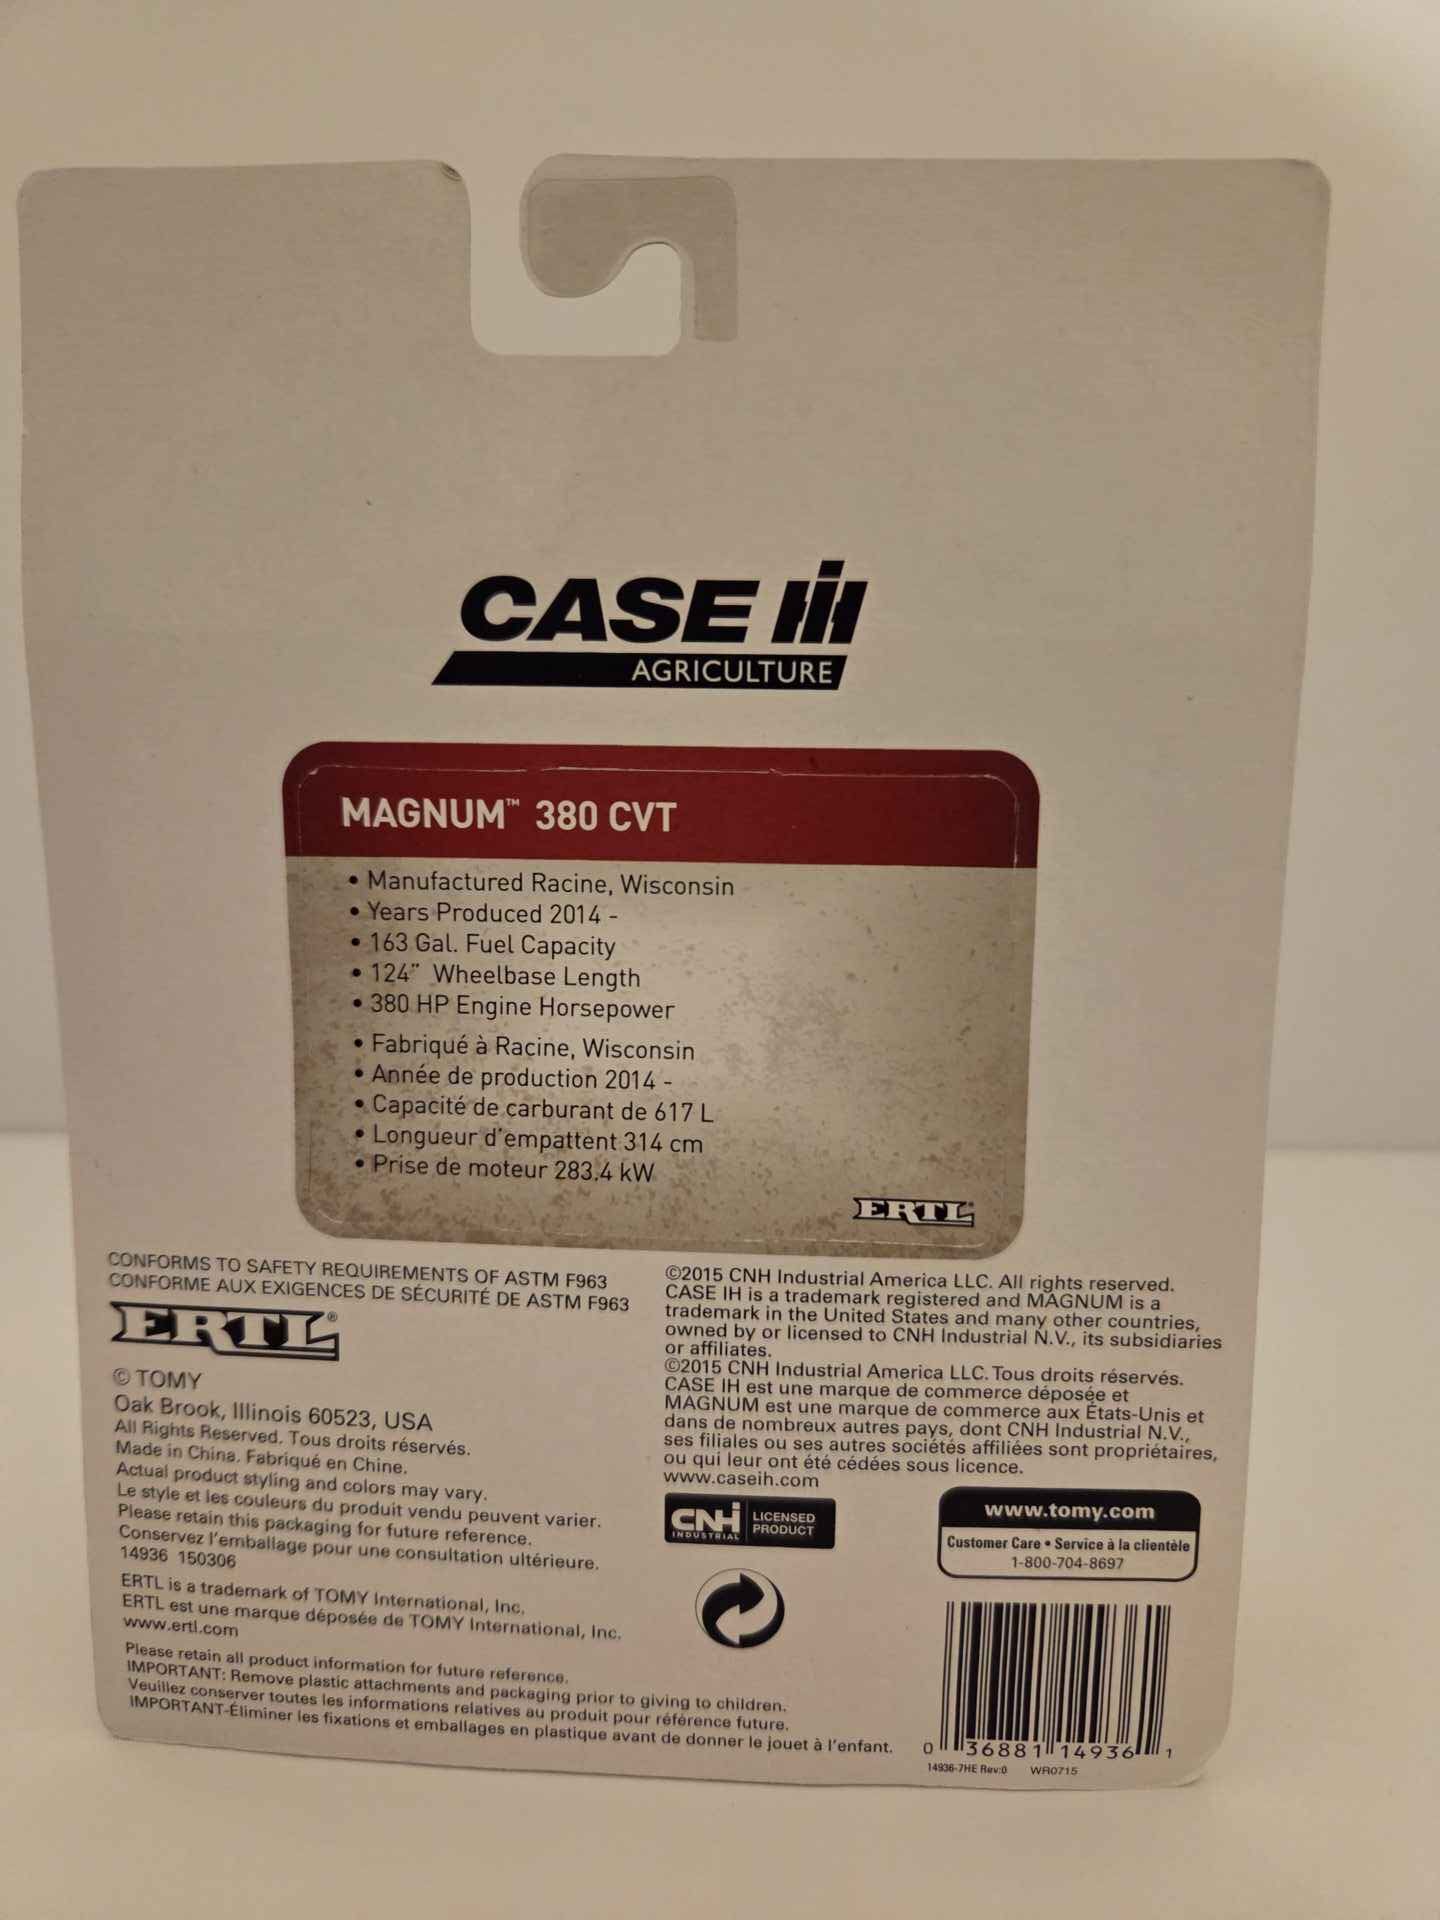 CASE IH
AGRICULTURE
MAGNUM™ 380 CVT
• Manufactured Racine, Wisconsin
• Years Produced 2014 -
• 163 Gal. Fuel Capacity
• 124" Wheelbase Length
• 380 HP Engine Horsepower
• Fabriqué à Racine, Wisconsin
• Année de production 2014 -
• Capacité de carburant de 617 L
• Longueur d'empattent 314 cm
• Prise de moteur 283.4 kW
ERTL
CONFORMS TO SAFETY REQUIREMENTS OF ASTM F963
CONFORME AUX EXIGENCES DE SÉCURITÉ DE ASTM F963
ERTL®
© TOMY
Oak Brook, Illinois 60523, USA
All Rights Reserved. Tous droits réservés.
Made in China. Fabriqué en Chine.
Actual product styling and colors may vary.
Le style et les couleurs du produit vendu peuvent varier.
Please retain this packaging for future reference.
Conservez l'emballage pour une consultation ultérieure.
14936 150306
ERTL is a trademark of TOMY International, Inc.
ERTL est une marque déposée de TOMY International, Inc.
www.ertl.com
Please retain all product information for future reference.
IMPORTANT: Remove plastic attachments and packaging prior to giving to children.
Veuillez conserver toutes les informations relatives au produit pour référence future.
IMPORTANT-Éliminer les fixations et emballages en plastique avant de donner le jouet à l'enfant.
©2015 CNH Industrial America LLC. All rights reserved.
CASE IH is a trademark registered and MAGNUM is a
trademark in the United States and many other countries,
owned by or licensed to CNH Industrial N.V., its subsidiaries
or affiliates.
©2015 CNH Industrial America LLC. Tous droits réservés.
CASE IH est une marque de commerce déposée et
MAGNUM est une marque de commerce aux États-Unis et
dans de nombreux autres pays, dont CNH Industrial N.V.,
ses filiales ou ses autres sociétés affiliées sont propriétaires,
ou qui leur ont été cédées sous licence.
www.caseih.com
CNH INDUSTRIAL
LICENSED
PRODUCT
www.tomy.com
Customer Care • Service à la clientèle
1-800-704-8697
0 36881 14936 1
14936-7HE Rev:0 WR0715